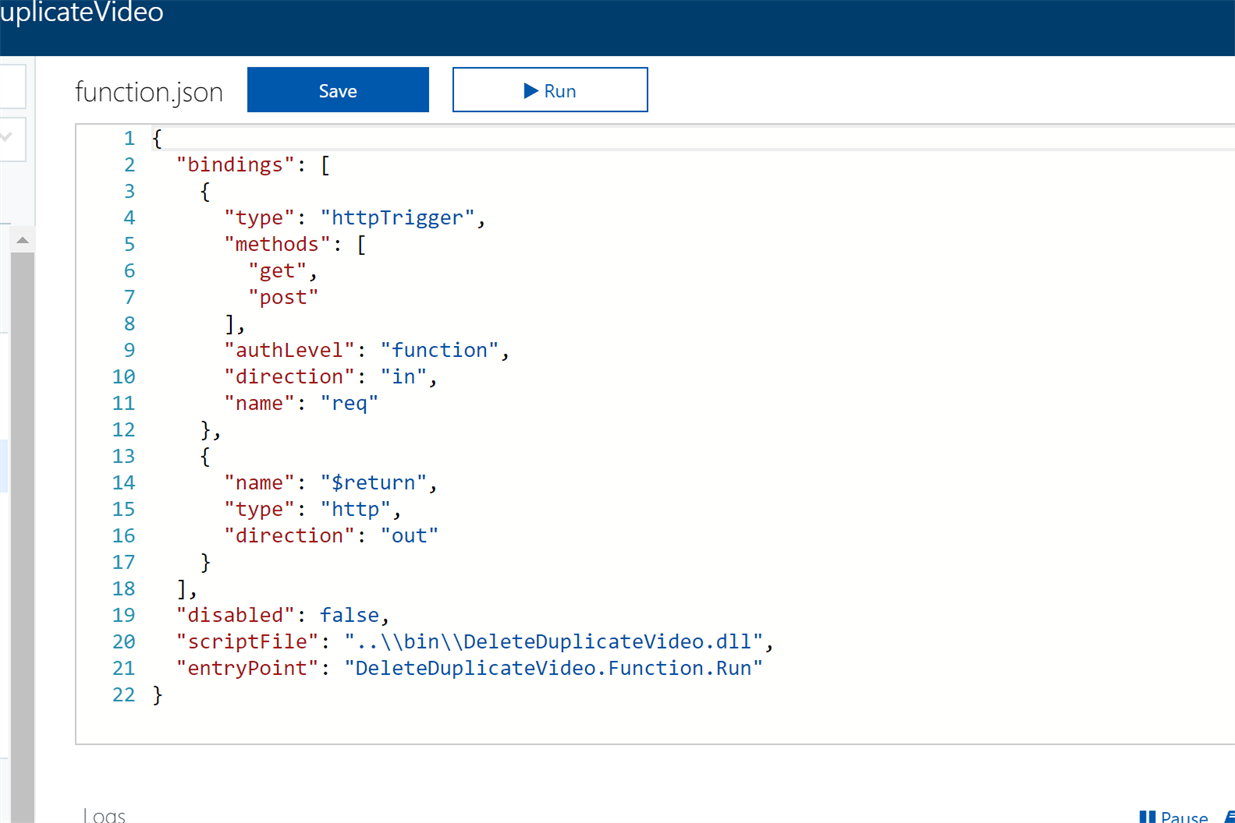 uplicateVideo
function.json Save Run
1 {
2 "bindings": [
3 {
4 "type": "httpTrigger",
5 "methods": [
6 "get",
7 "post"
8 ],
9 "authLevel": "function",
10 "direction": "in",
11 "name": "req"
12 },
13 {
14 "name": "$return",
15 "type": "http",
16 "direction": "out"
17 }
18 ],
19 "disabled": false,
20 "scriptFile": "..\\bin\\DeleteDuplicateVideo.dll",
21 "entryPoint": "DeleteDuplicateVideo.Function.Run"
22 }
Logs Pause